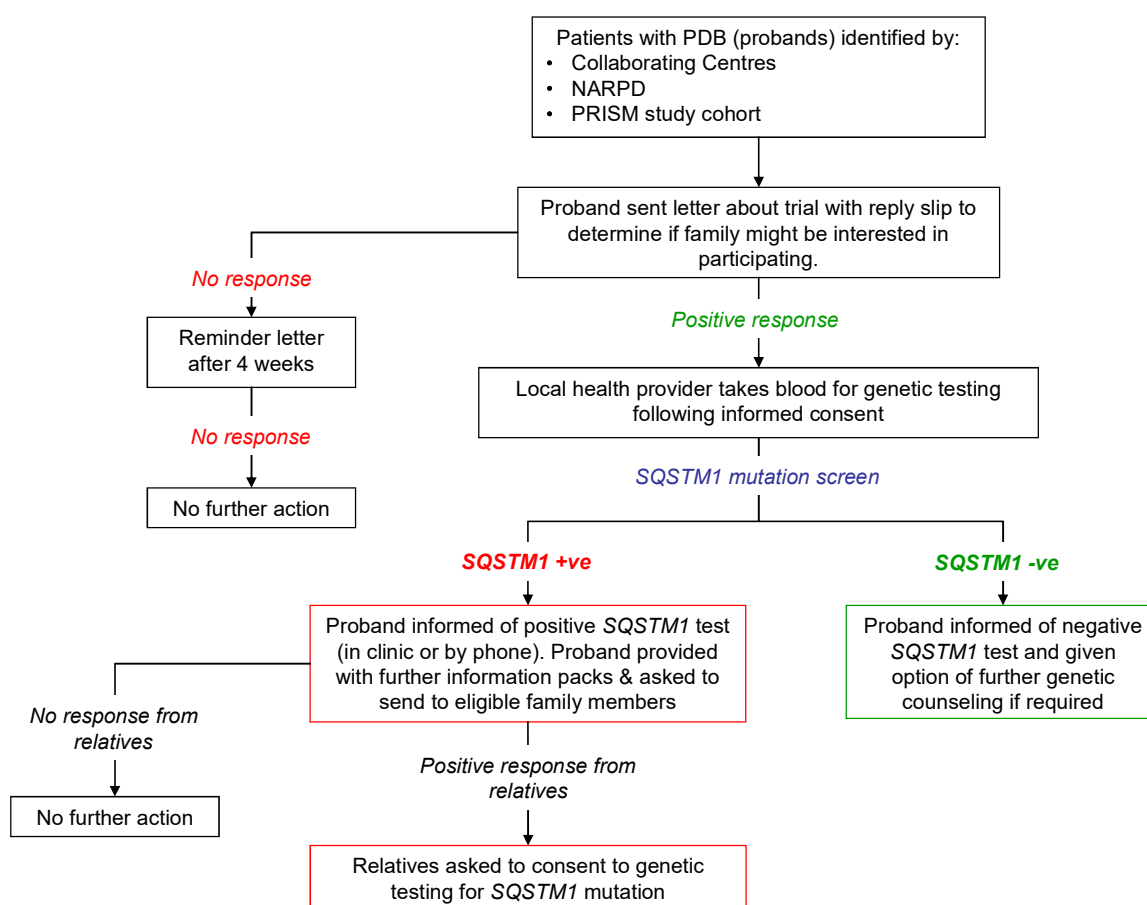 Patients with PDB (probands) identified by:
• Collaborating Centres
• NARPD
• PRISM study cohort
Proband sent letter about trial with reply slip to
determine if family might be interested in
participating.
No response
Positive response
Reminder letter
after 4 weeks
Local health provider takes blood for genetic testing
following informed consent
No response
SQSTM1 mutation screen
No further action
SQSTM1 +ve
SQSTM1 -ve
Proband informed of positive SQSTM1 test
(in clinic or by phone). Proband provided
with further information packs & asked to
send to eligible family members
Proband informed of negative
SQSTM1 test and given
option of further genetic
counseling if required
No response from
relatives
Positive response from
relatives
No further action
Relatives asked to consent to genetic
testing for SQSTM1 mutation